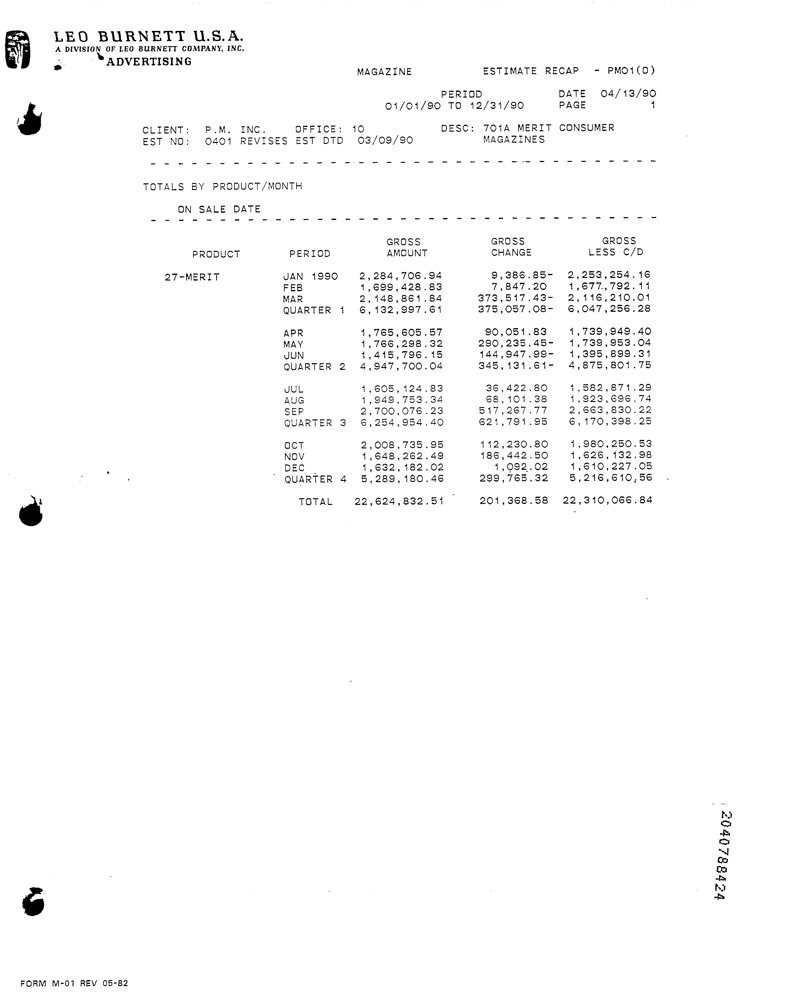 LEO BURNETT U.S.A.
A DIVISION OF LEO BURNETT COMPANY, INC.
ADVERTISING
MAGAZINE ESTIMATE RECAP - PM01(0)
PERIOD DATE 04/13/90
01/01/90 TO 12/31/90 PAGE 1
CLIENT: P.M. INC. OFFICE: 10 DESC: 701A MERIT CONSUMER
EST NO: 0401 REVISES EST DTD 03/09/90 MAGAZINES
TOTALS BY PRODUCT/MONTH
ON SALE DATE
GROSS GROSS GROSS
PRODUCT PERIOD AMOUNT CHANGE LESS C/D
27-MERIT JAN 1990 2,284,706.94 9,386.85- 2,253,254.16
FEB 1,699,428.83 7,847.20 1,677,792.11
MAR 2,148,861.84 373,517.43- 2,116,210.01
QUARTER 1 6,132,997.61 375,057.08- 6,047,256.28
APR 1,765,605.57 90,051.83 1,739,949.40
MAY 1,766,298.32 290,235.45- 1,739,953.04
JUN 1,415,796.15 144,947.99- 1,395,899.31
QUARTER 2 4,947,700.04 345,131.61- 4,875,801.75
JUL 1,605,124.83 36,422.80 1,582,871.29
AUG 1,949,753.34 68,101.38 1,923,696.74
SEP 2,700,076.23 517,267.77 2,663,830.22
QUARTER 3 6,254,954.40 621,791.95 6,170,398.25
OCT 2,008,735.95 112,230.80 1,980,250.53
NOV 1,648,262.49 186,442.50 1,626,132.98
DEC 1,632,182.02 1,092.02 1,610,227.05
QUARTER 4 5,289,180.46 299,765.32 5,216,610.56
TOTAL 22,624,832.51 201,368.58 22,310,066.84
2040788424
FORM M-01 REV 05-82